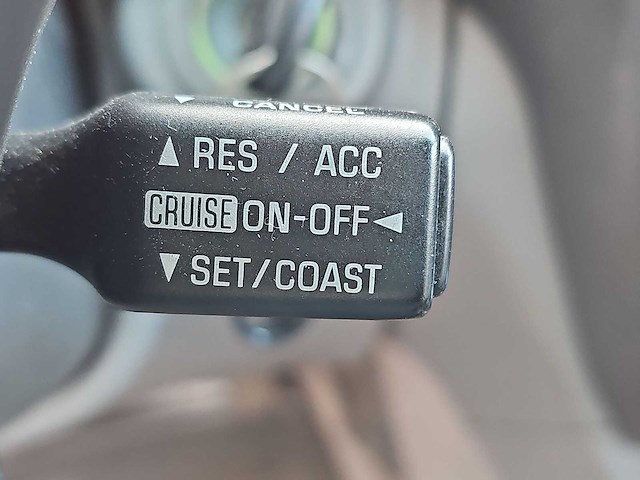 CANCEL
RES / ACC
CRUISE ON-OFF
SET/COAST